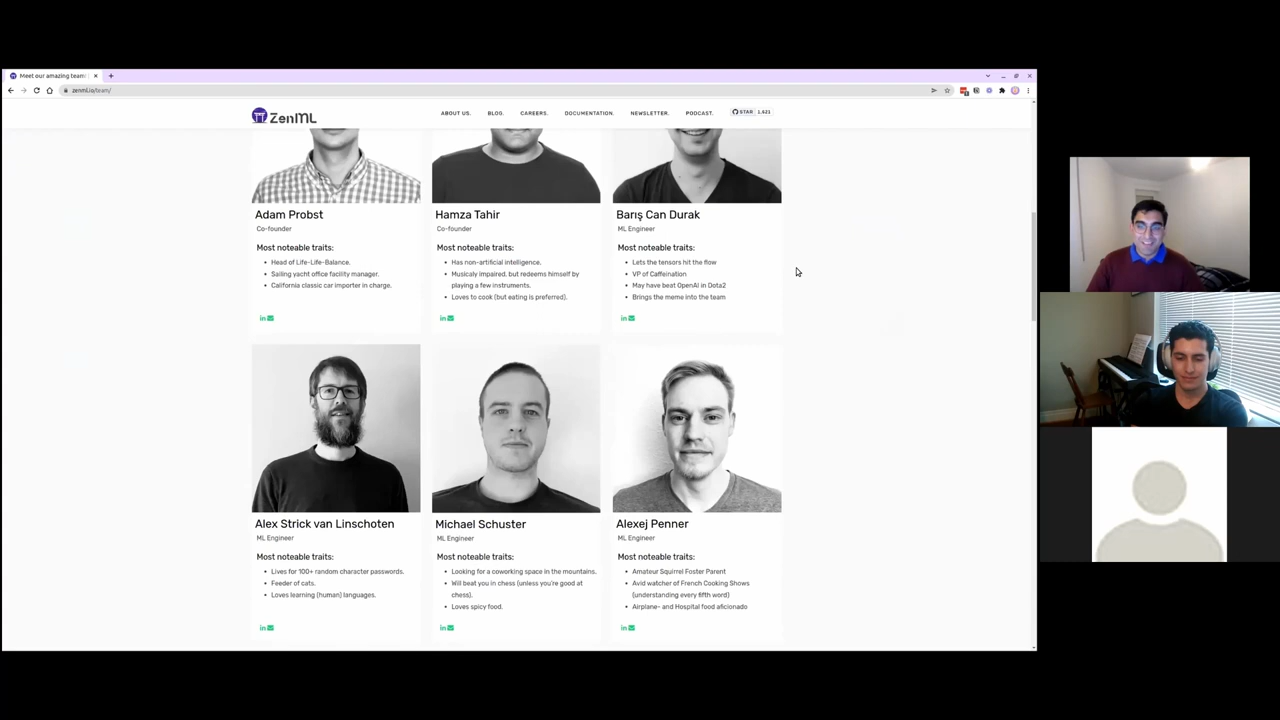 Meet our amazing team
zenml.io/team/
ZenML
ABOUT US. BLOG. CAREERS. DOCUMENTATION. NEWSLETTER. PODCAST. STAR 1,621
Adam Probst
Co-founder
Most noteable traits:
Head of Life-Life-Balance.
Sailing yacht office facility manager.
California classic car importer in charge.
Hamza Tahir
Co-founder
Most noteable traits:
Has non-artificial intelligence.
Musicaly impaired, but redeems himself by
playing a few instruments.
Loves to cook (but eating is preferred).
Barış Can Durak
ML Engineer
Most noteable traits:
Lets the tensors hit the flow
VP of Caffeination
May have beat OpenAI in Dota2
Brings the meme into the team
Alex Strick van Linschoten
ML Engineer
Most noteable traits:
Lives for 100+ random character passwords.
Feeder of cats.
Loves learning (human) languages.
Michael Schuster
ML Engineer
Most noteable traits:
Looking for a coworking space in the mountains.
Will beat you in chess (unless you're good at
chess).
Loves spicy food.
Alexej Penner
ML Engineer
Most noteable traits:
Amateur Squirrel Foster Parent
Avid watcher of French Cooking Shows
(understanding every fifth word)
Airplane- and Hospital food aficionado